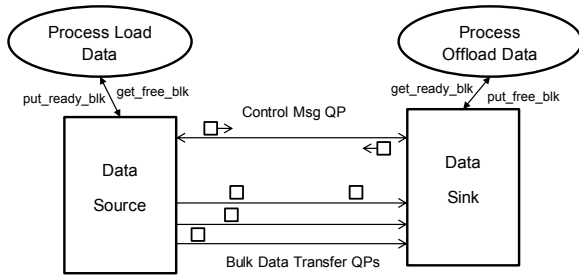 Process Load
Data
Process
Offload Data
put_ready_blk
get_free_blk
get_ready_blk
put_free_blk
Control Msg QP
Data
Source
Data
Sink
Bulk Data Transfer QPs